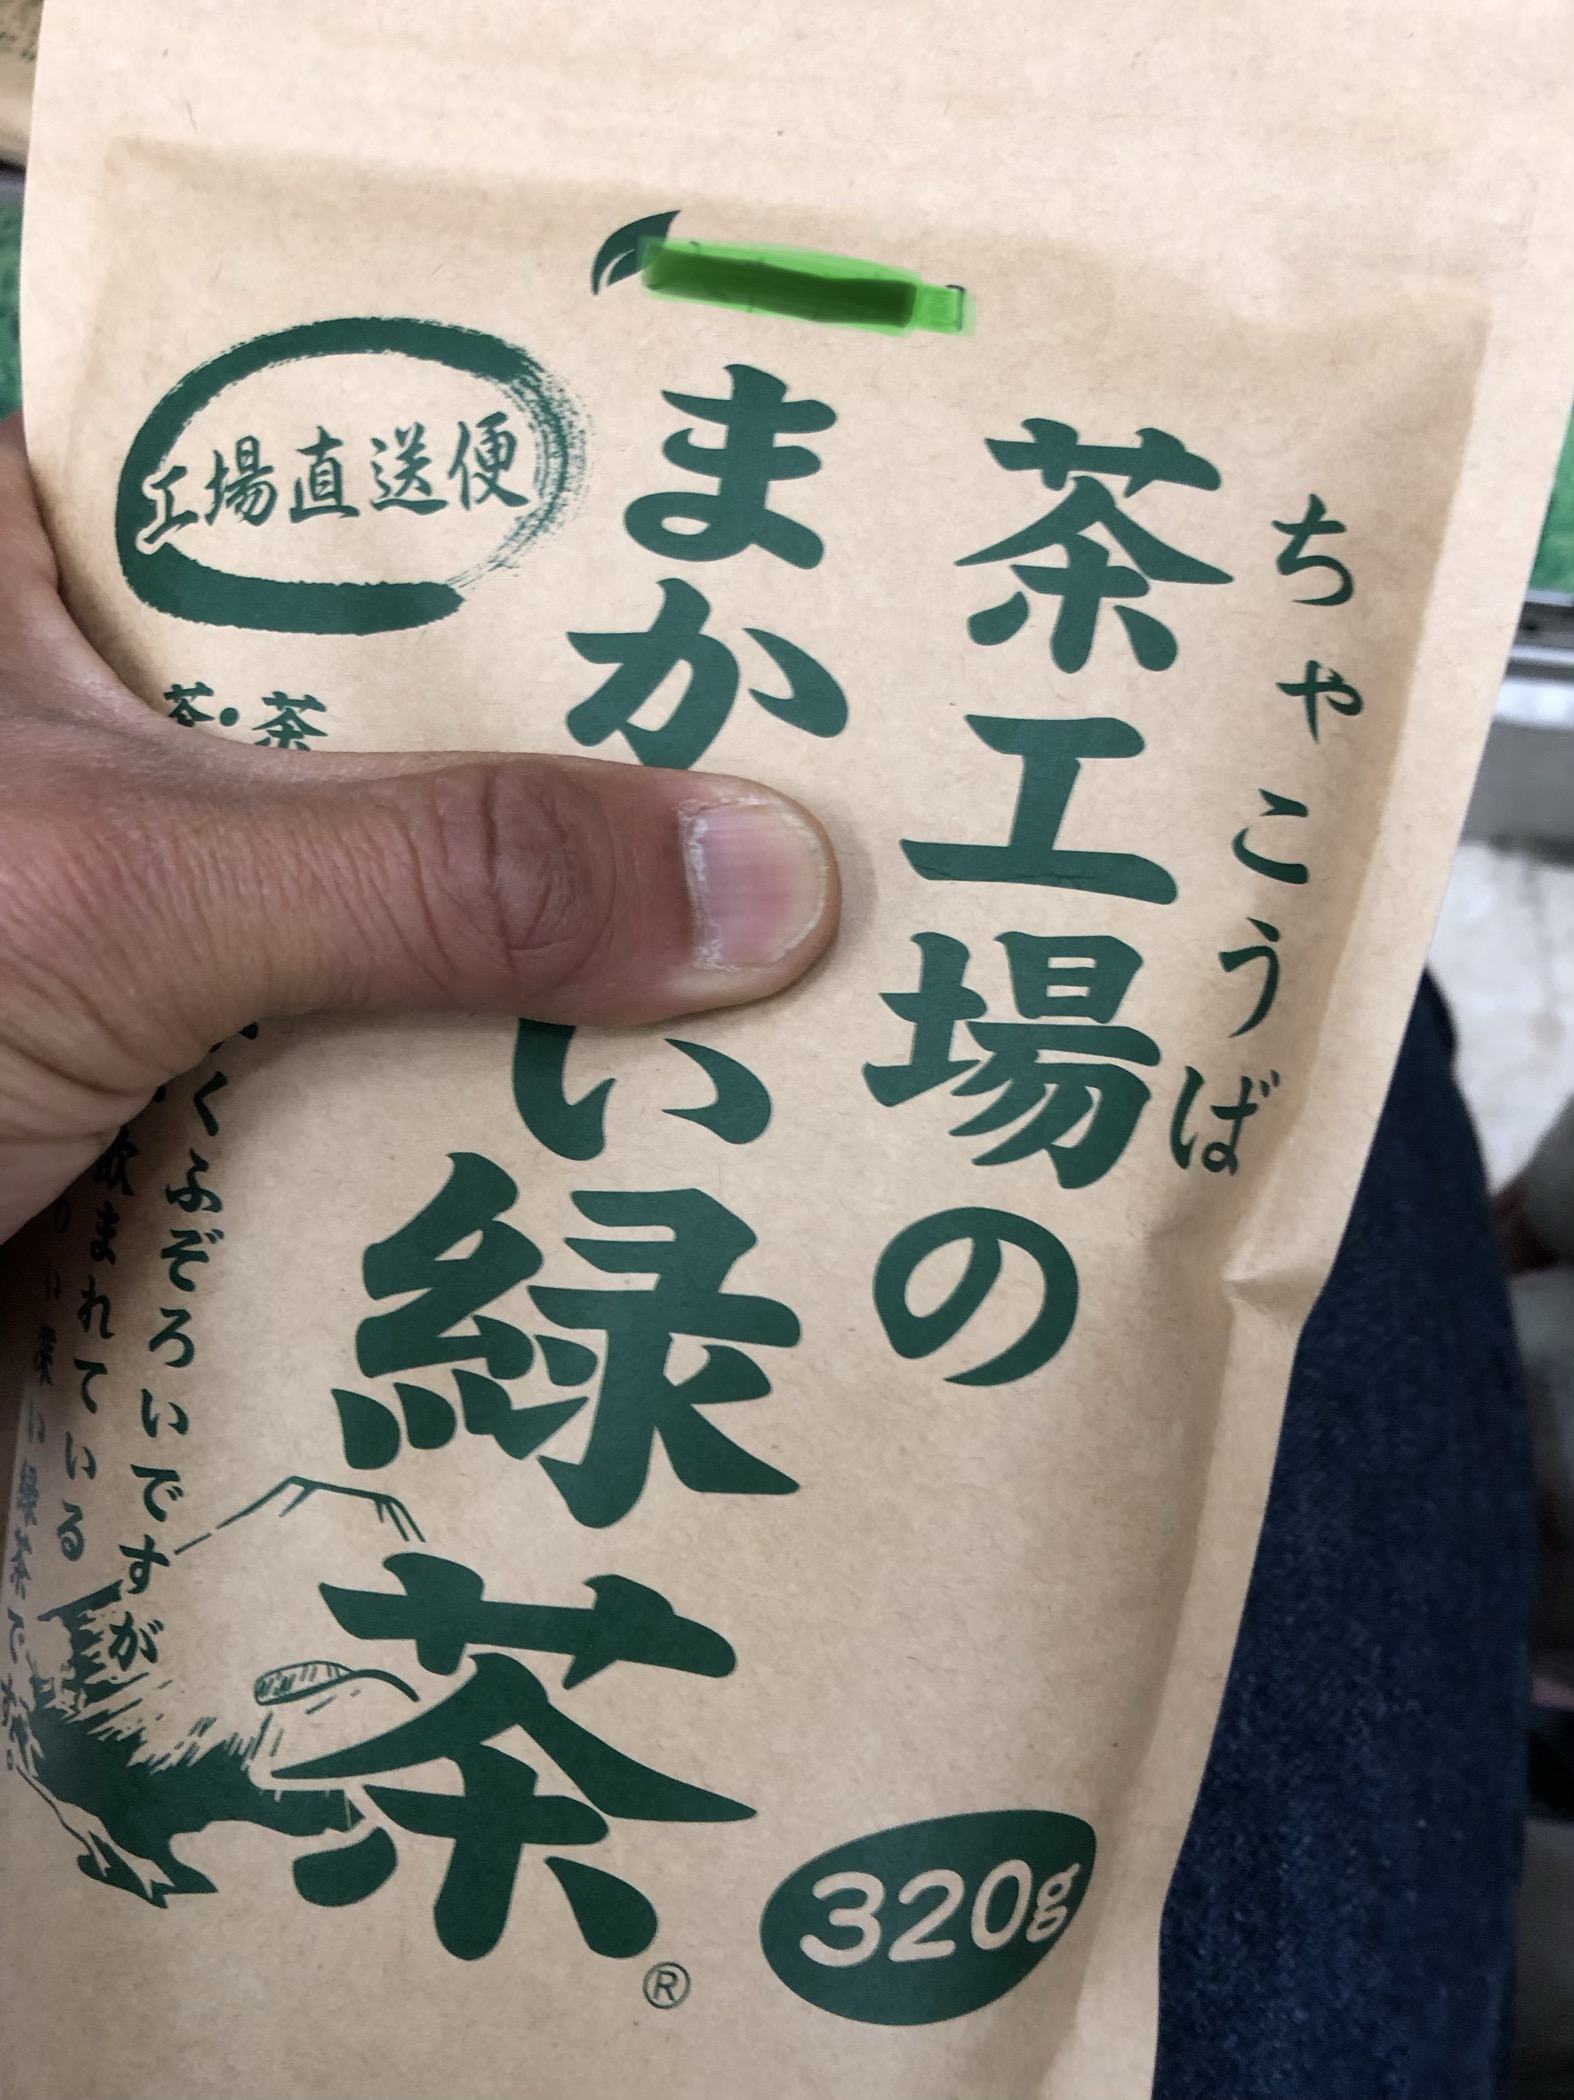 ちゃこうば
茶工場の
まか
い緑茶
®
320g
工場直送便
茶・茶
くふぞろいですが
飲まれている
い緑茶です。